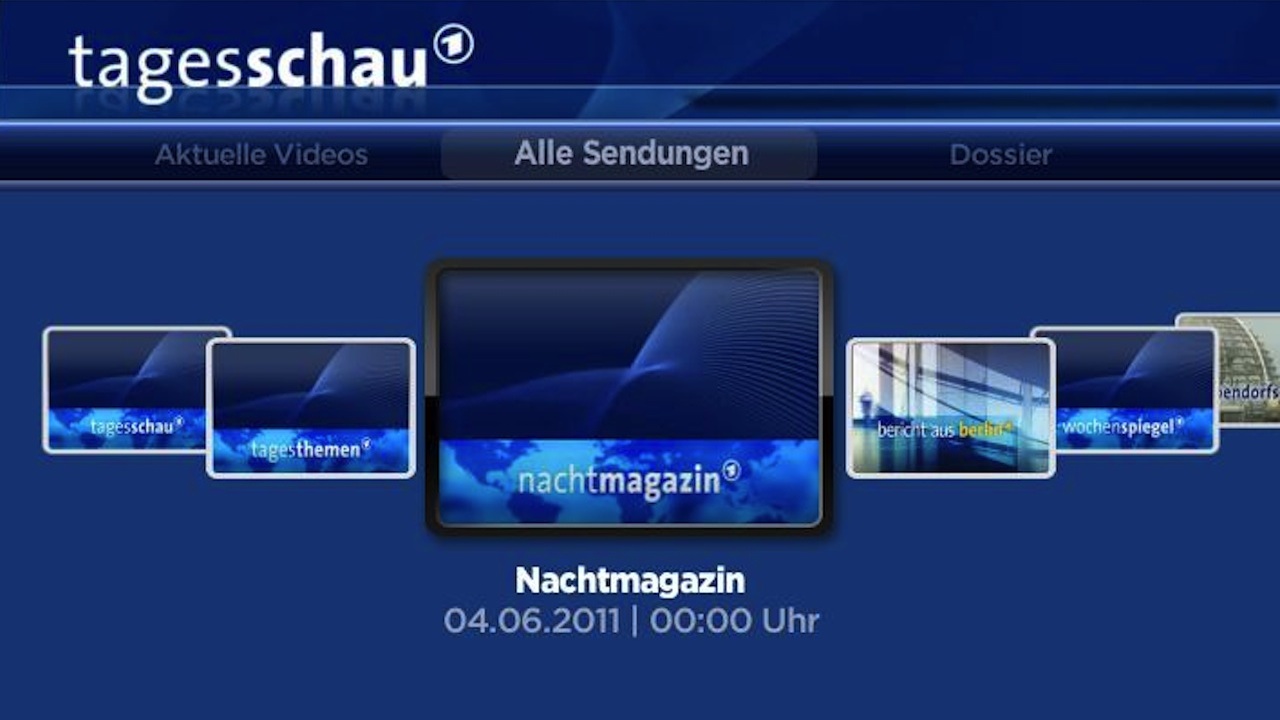 tagesschau
Aktuelle Videos
Alle Sendungen
Dossier
tagesschau
tagesthemen
nachtmagazin
bericht aus berlin
wochenspiegel
Nachtmagazin
04.06.2011 | 00:00 Uhr